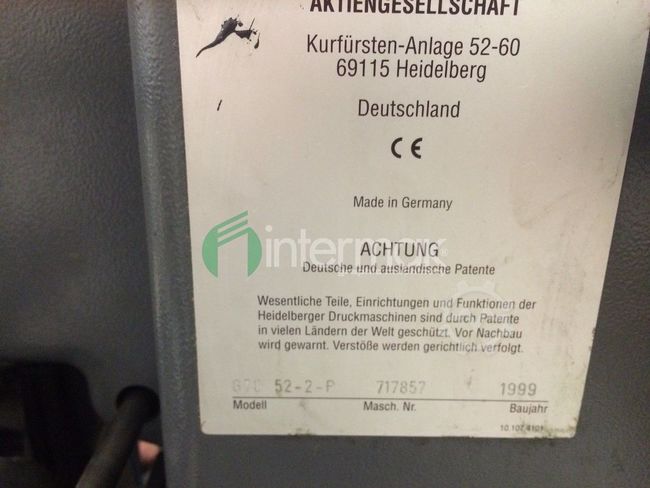 AKTIENGESELLSCHAFT
Kurfürsten-Anlage 52-60
69115 Heidelberg
Deutschland
CE
Made in Germany
intermak
ACHTUNG
Deutsche und ausländische Patente
Wesentliche Teile, Einrichtungen und Funktionen der
Heidelberger Druckmaschinen sind durch Patente
in vielen Ländern der Welt geschützt. Vor Nachbau
wird gewarnt. Verstöße werden gerichtlich verfolgt.
52-2-P 717857 1999
Modell Masch. Nr. Baujahr